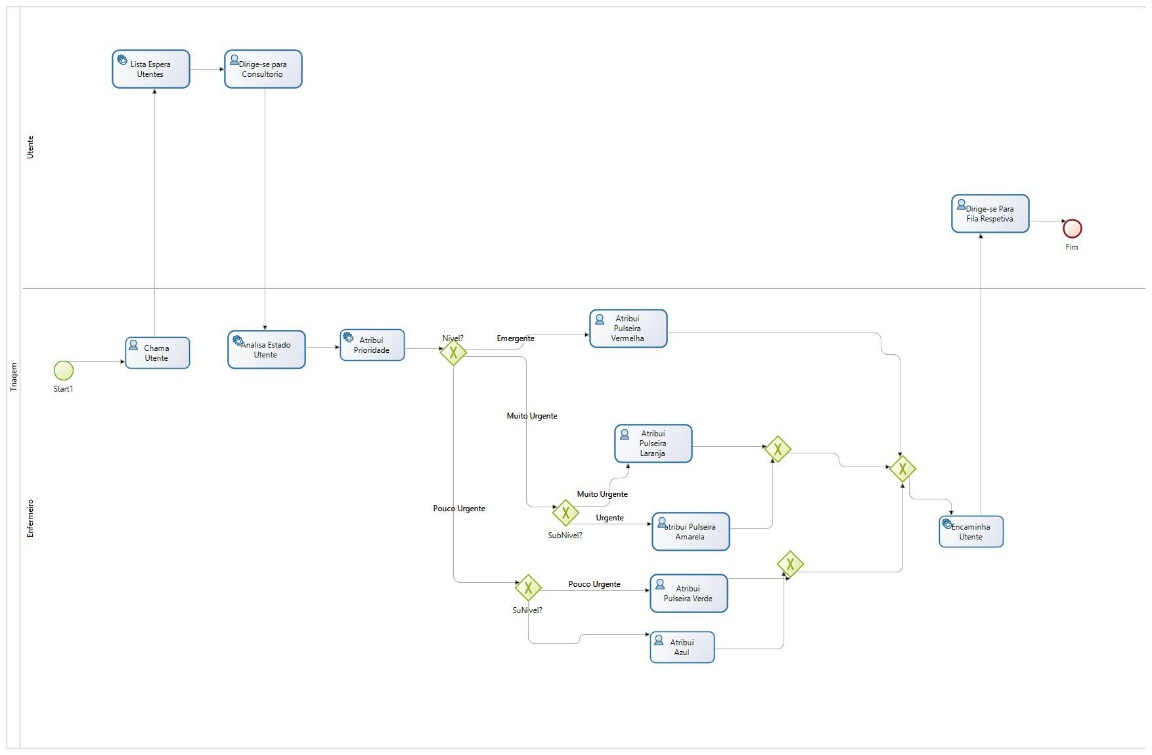 Triagem
Utente
Lista Espera
Utentes
Dirige-se para
Consultorio
Dirige-se Para
Fila Respetiva
Fim
Enfermeiro
Start1
Chama
Utente
Analisa Estado
Utente
Atribui
Prioridade
Nivel?
Emergente
Atribui
Pulseira
Vermelha
Muito Urgente
Atribui
Pulseira
Laranja
Muito Urgente
SubNivel?
Urgente
atribui Pulseira
Amarela
Pouco Urgente
SuNivel?
Pouco Urgente
Atribui
Pulseira Verde
Atribui
Azul
Encaminha
Utente